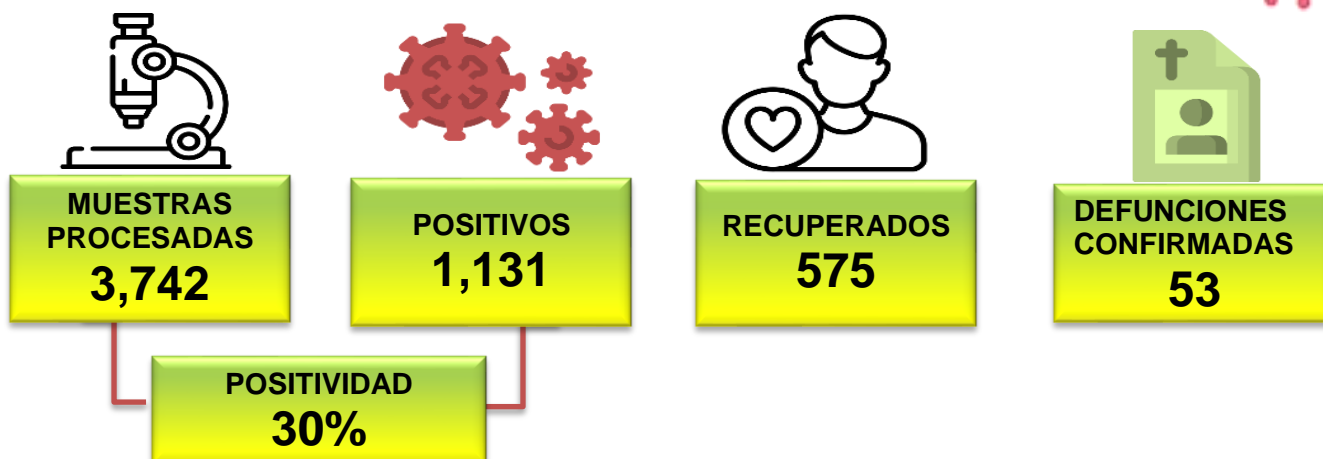 MUESTRAS
PROCESADAS
3,742
POSITIVOS
1,131
RECUPERADOS
575
DEFUNCIONES
CONFIRMADAS
53
POSITIVIDAD
30%